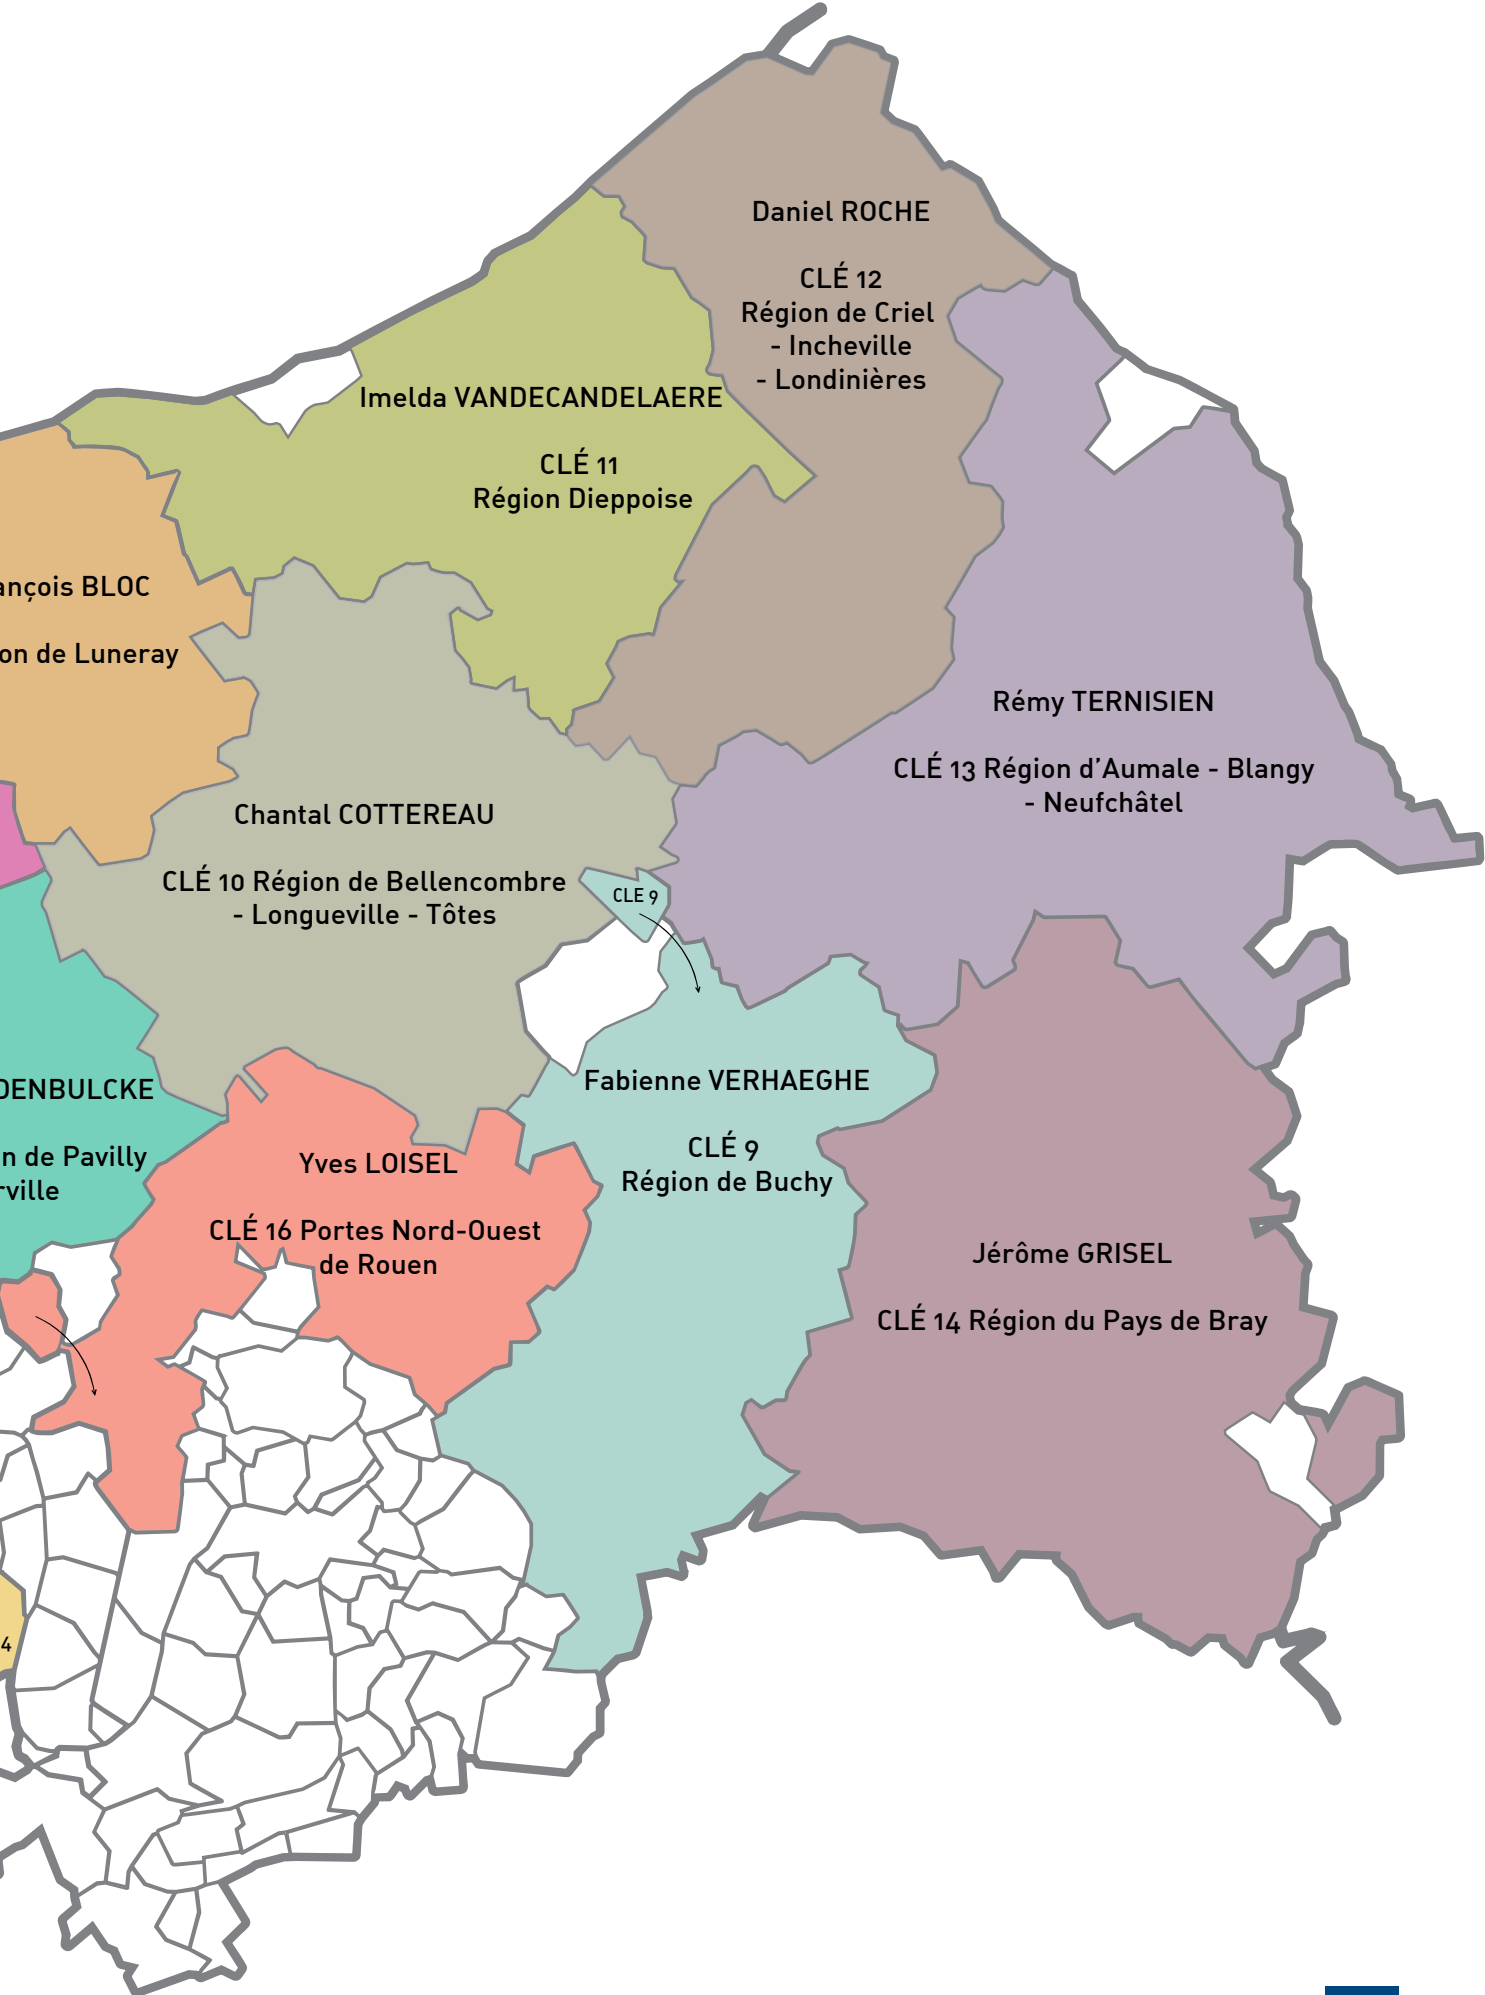 Daniel ROCHE
CLÉ 12
Région de Criel
- Incheville
- Londinières
Imelda VANDECANDELAERE
CLÉ 11
Région Dieppoise
ançois BLOC
on de Luneray
Rémy TERNISIEN
CLÉ 13 Région d’Aumale - Blangy
- Neufchâtel
Chantal COTTEREAU
CLÉ 10 Région de Bellencombre
- Longueville - Tôtes
CLE 9
Fabienne VERHAEGHE
CLÉ 9
Région de Buchy
DENBULCKE
n de Pavilly
rville
Yves LOISEL
CLÉ 16 Portes Nord-Ouest
de Rouen
Jérôme GRISEL
CLÉ 14 Région du Pays de Bray
4